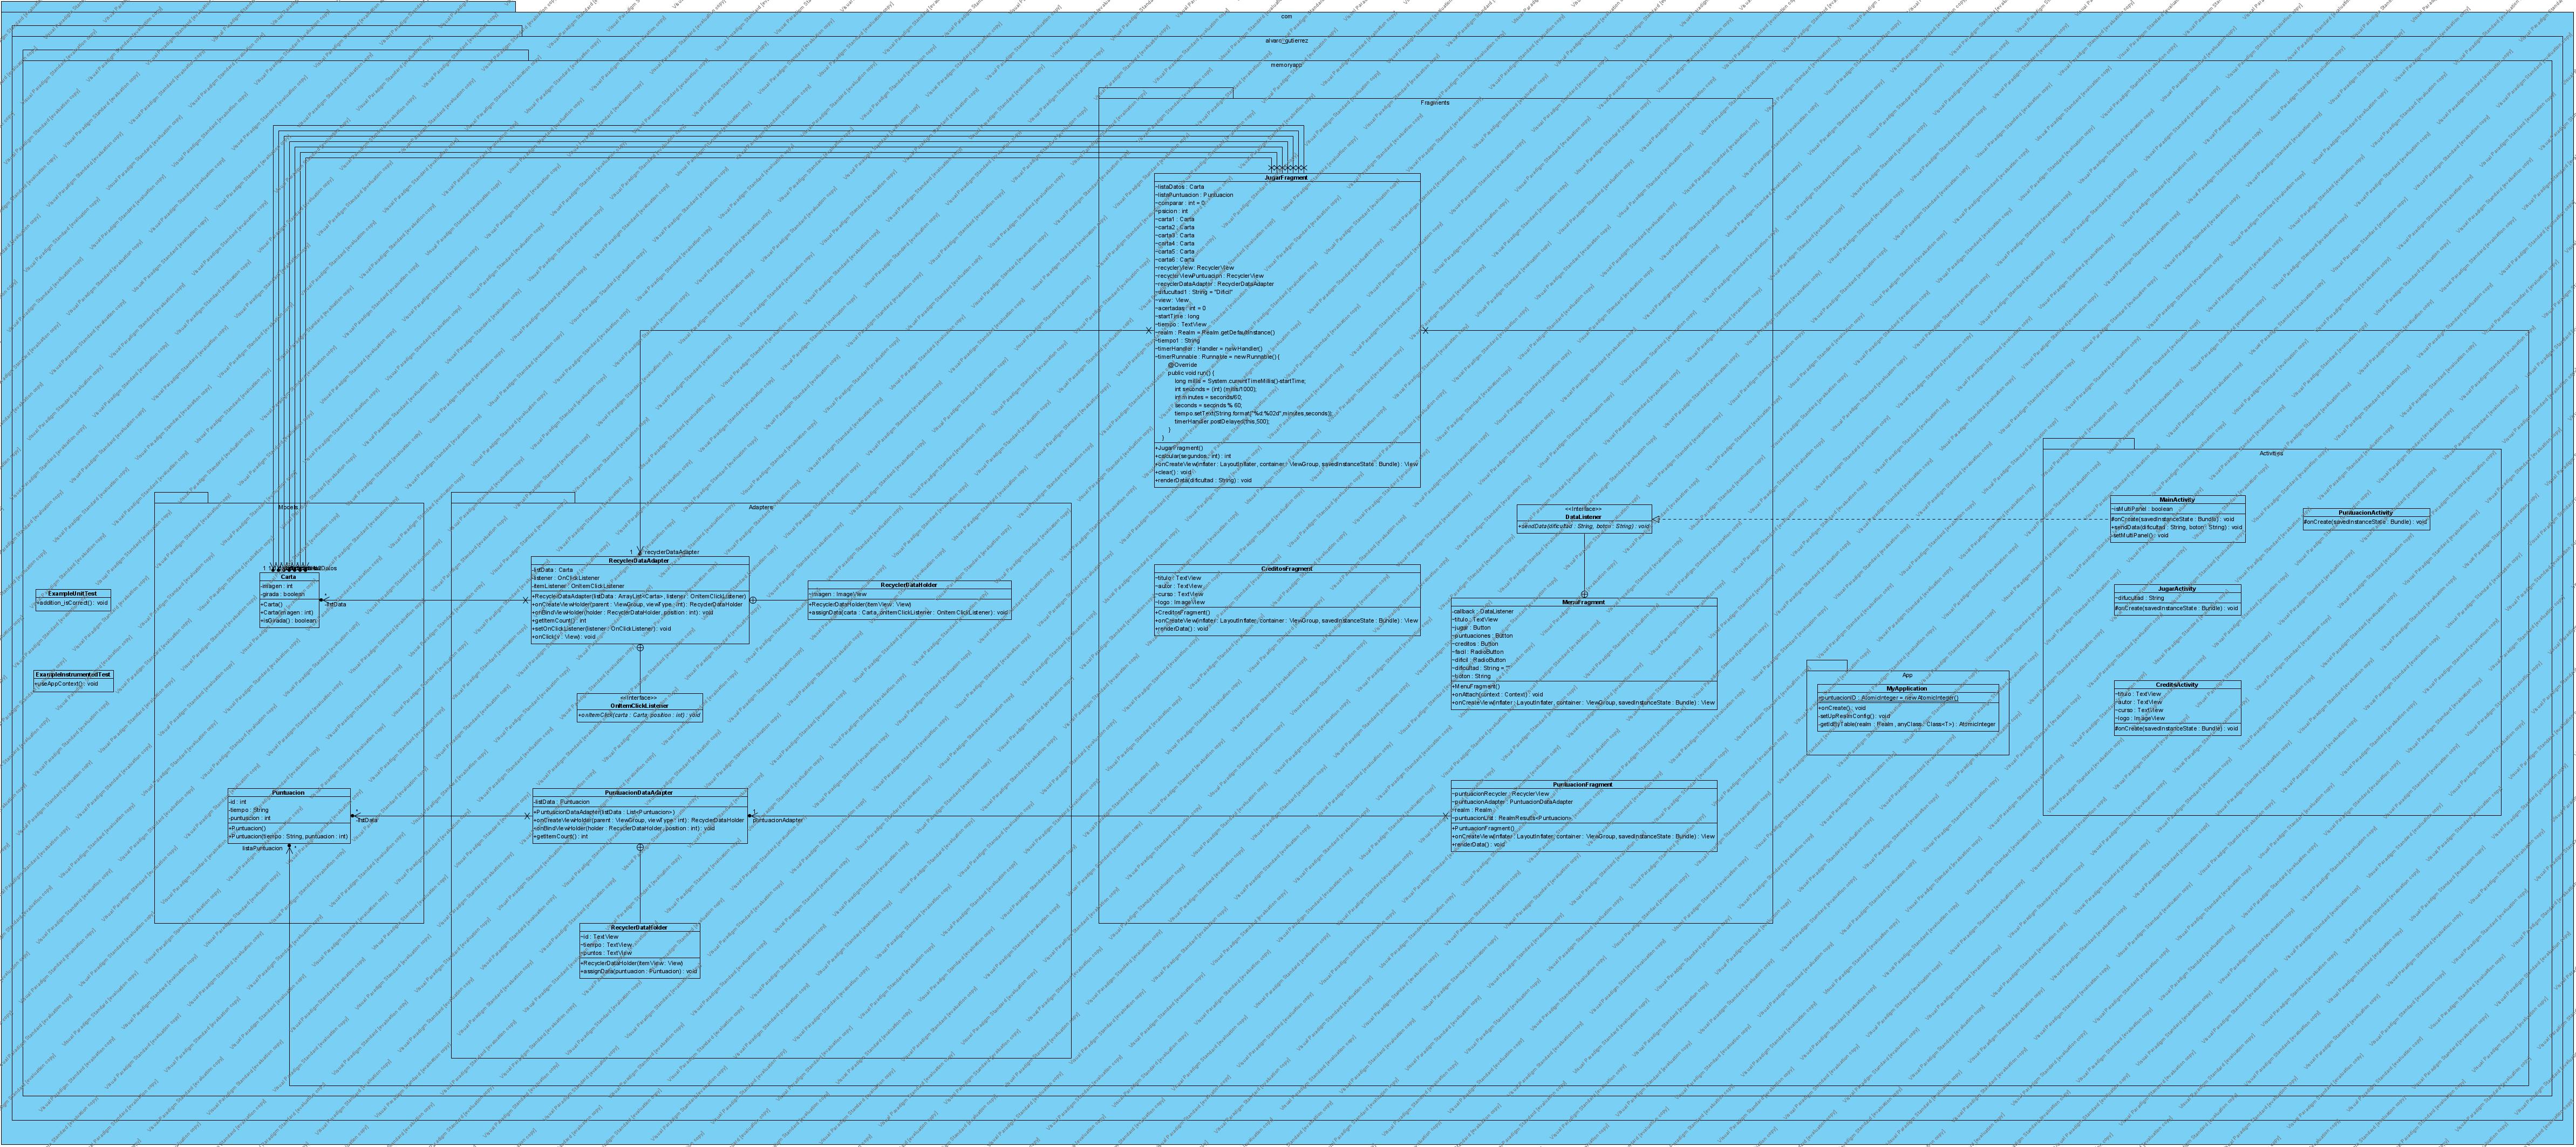 com
alvaro_gutierrez
memoryapp
Fragments
JugarFragment
~listaDatos : Carta
~listaPuntuacion : Puntuacion
~comparar : int = 0
~psicion : int
~carta1 : Carta
~carta2 : Carta
~carta3 : Carta
~carta4 : Carta
~carta5 : Carta
~carta6 : Carta
~recyclerView : RecyclerView
~recyclerViewPuntuacion : RecyclerView
~recyclerDataAdapter : RecyclerDataAdapter
~difucultad1 : String = "Dificil"
~view : View
~acertadas : int = 0
~startTime : long
~tiempo : TextView
~realm : Realm = Realm.getDefaultInstance()
~tiempo1 : String
~timerHandler : Handler = new Handler()
~timerRunnable : Runnable = new Runnable() {
@Override
public void run() {
long millis = System.currentTimeMillis()-startTime;
int seconds = (int) (millis/1000);
int minutes = seconds/60;
seconds = seconds % 60;
tiempo.setText(String.format("%d:%02d",minutes,seconds));
timerHandler.postDelayed(this,500);
}
}
+JugarFragment()
+calcular(segundos : int) : int
+onCreateView(inflater : LayoutInflater, container : ViewGroup, savedInstanceState : Bundle) : View
+clear() : void
+renderData(dificultad : String) : void
Activities
MainActivity
-isMultiPanel : boolean
#onCreate(savedInstanceState : Bundle) : void
+sendData(dificultad : String, boton : String) : void
-setMultiPanel() : void
PuntuacionActivity
#onCreate(savedInstanceState : Bundle) : void
<<Interface>>
DataListener
+sendData(dificultad : String, boton : String) : void
Models
Adapters
1
recyclerDataAdapter
RecyclerDataAdapter
-listData : Carta
-listener : OnClickListener
-itemListener : OnItemClickListener
+RecyclerDataAdapter(listData : ArrayList<Carta>, listener : OnItemClickListener)
+onCreateViewHolder(parent : ViewGroup, viewType : int) : RecyclerDataHolder
+onBindViewHolder(holder : RecyclerDataHolder, position : int) : void
+getItemCount() : int
+setOnClickListener(listener : OnClickListener) : void
+onClick(v : View) : void
Carta
-imagen : int
-girada : boolean
+Carta()
+Carta(imagen : int)
+isGirada() : boolean
*
-listData
RecyclerDataHolder
~imagen : ImageView
+RecyclerDataHolder(itemView : View)
+assignData(carta : Carta, onItemClickListener : OnItemClickListener) : void
CreditosFragment
~titulo : TextView
~autor : TextView
~curso : TextView
~logo : ImageView
+CreditosFragment()
+onCreateView(inflater : LayoutInflater, container : ViewGroup, savedInstanceState : Bundle) : View
+renderData() : void
ExampleUnitTest
+addition_isCorrect() : void
JugarActivity
~difucultad : String
#onCreate(savedInstanceState : Bundle) : void
MenuFragment
-callback : DataListener
~titulo : TextView
~jugar : Button
~puntuaciones : Button
~creditos : Button
~facil : RadioButton
~dificil : RadioButton
~dificultad : String = ""
~boton : String
+MenuFragment()
+onAttach(context : Context) : void
+onCreateView(inflater : LayoutInflater, container : ViewGroup, savedInstanceState : Bundle) : View
ExampleInstrumentedTest
+useAppContext() : void
<<Interface>>
OnItemClickListener
+onItemClick(carta : Carta, position : int) : void
App
MyApplication
+puntuacionID : AtomicInteger = new AtomicInteger()
+onCreate() : void
-setUpRealmConfig() : void
-getIdByTable(realm : Realm, anyClass : Class<T>) : AtomicInteger
CreditsActivity
~titulo : TextView
~autor : TextView
~curso : TextView
~logo : ImageView
#onCreate(savedInstanceState : Bundle) : void
Puntuacion
-id : int
-tiempo : String
-puntuscion : int
+Puntuacion()
+Puntuacion(tiempo : String, puntuacion : int)
*
-listData
listaPuntuacion
*
PuntuacionDataAdapter
-listData : Puntuacion
+PuntuacionDataAdapter(listData : List<Puntuacion>)
+onCreateViewHolder(parent : ViewGroup, viewType : int) : RecyclerDataHolder
+onBindViewHolder(holder : RecyclerDataHolder, position : int) : void
+getItemCount() : int
1
puntuacionAdapter
PuntuacionFragment
~puntuacionRecycler : RecyclerView
~puntuacionAdapter : PuntuacionDataAdapter
~realm : Realm
~puntuacionList : RealmResults<Puntuacion>
+PuntuacionFragment()
+onCreateView(inflater : LayoutInflater, container : ViewGroup, savedInstanceState : Bundle) : View
+renderData() : void
RecyclerDataHolder
~id : TextView
~tiempo : TextView
~puntos : TextView
+RecyclerDataHolder(itemView : View)
+assignData(puntuacion : Puntuacion) : void
Visual Paradigm Standard [evaluation copy]